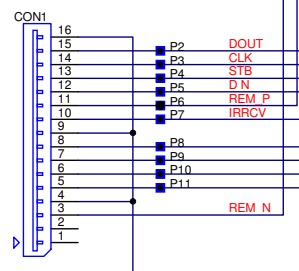 CON1
16
15 P2 DOUT
14 P3 CLK
13 P4 STB
12 P5 D N
11 P6 REM_P
10 P7 IRRCV
9
8 P8
7 P9
6 P10
5 P11
4
3 REM N
2
1